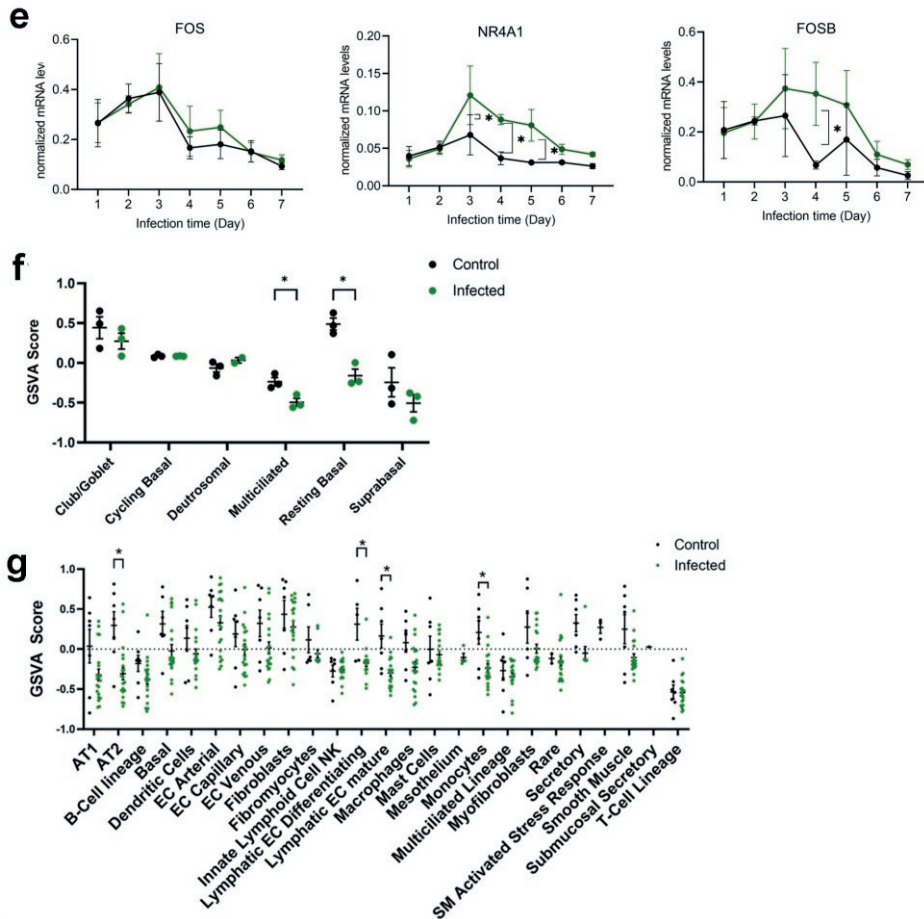 e
FOS
NR4A1
FOSB
normalized mRNA lev
0.6
0.4
0.2
0.0
1 2 3 4 5 6 7
Infection time (Day)
normalized mRNA levels
0.20
0.15
0.10
0.05
0.00
* * *
1 2 3 4 5 6 7
Infection time (Day)
normalized mRNA levels
0.6
0.4
0.2
0.0
*
1 2 3 4 5 6 7
Infection time (Day)
f
Control
Infected
GSVA Score
1.0
0.5
0.0
-0.5
-1.0
* *
Club/Goblet
Cycling Basal
Deutrosomal
Multiciliated
Resting Basal
Suprabasal
g
Control
Infected
GSVA Score
1.0
0.5
0.0
-0.5
-1.0
* * * *
AT1
AT2
B-Cell lineage
Basal
Dendritic Cells
EC Arterial
EC Capillary
EC Venous
Fibroblasts
Fibromyocytes
Innate Lymphoid Cell NK
Lymphatic EC Differentiating
Lymphatic EC mature
Macrophages
Mast Cells
Mesothelium
Monocytes
Multiciliated Lineage
Myofibroblasts
Rare
Secretory
SM Activated Stress Response
Smooth Muscle
Submucosal Secretory
T-Cell Lineage